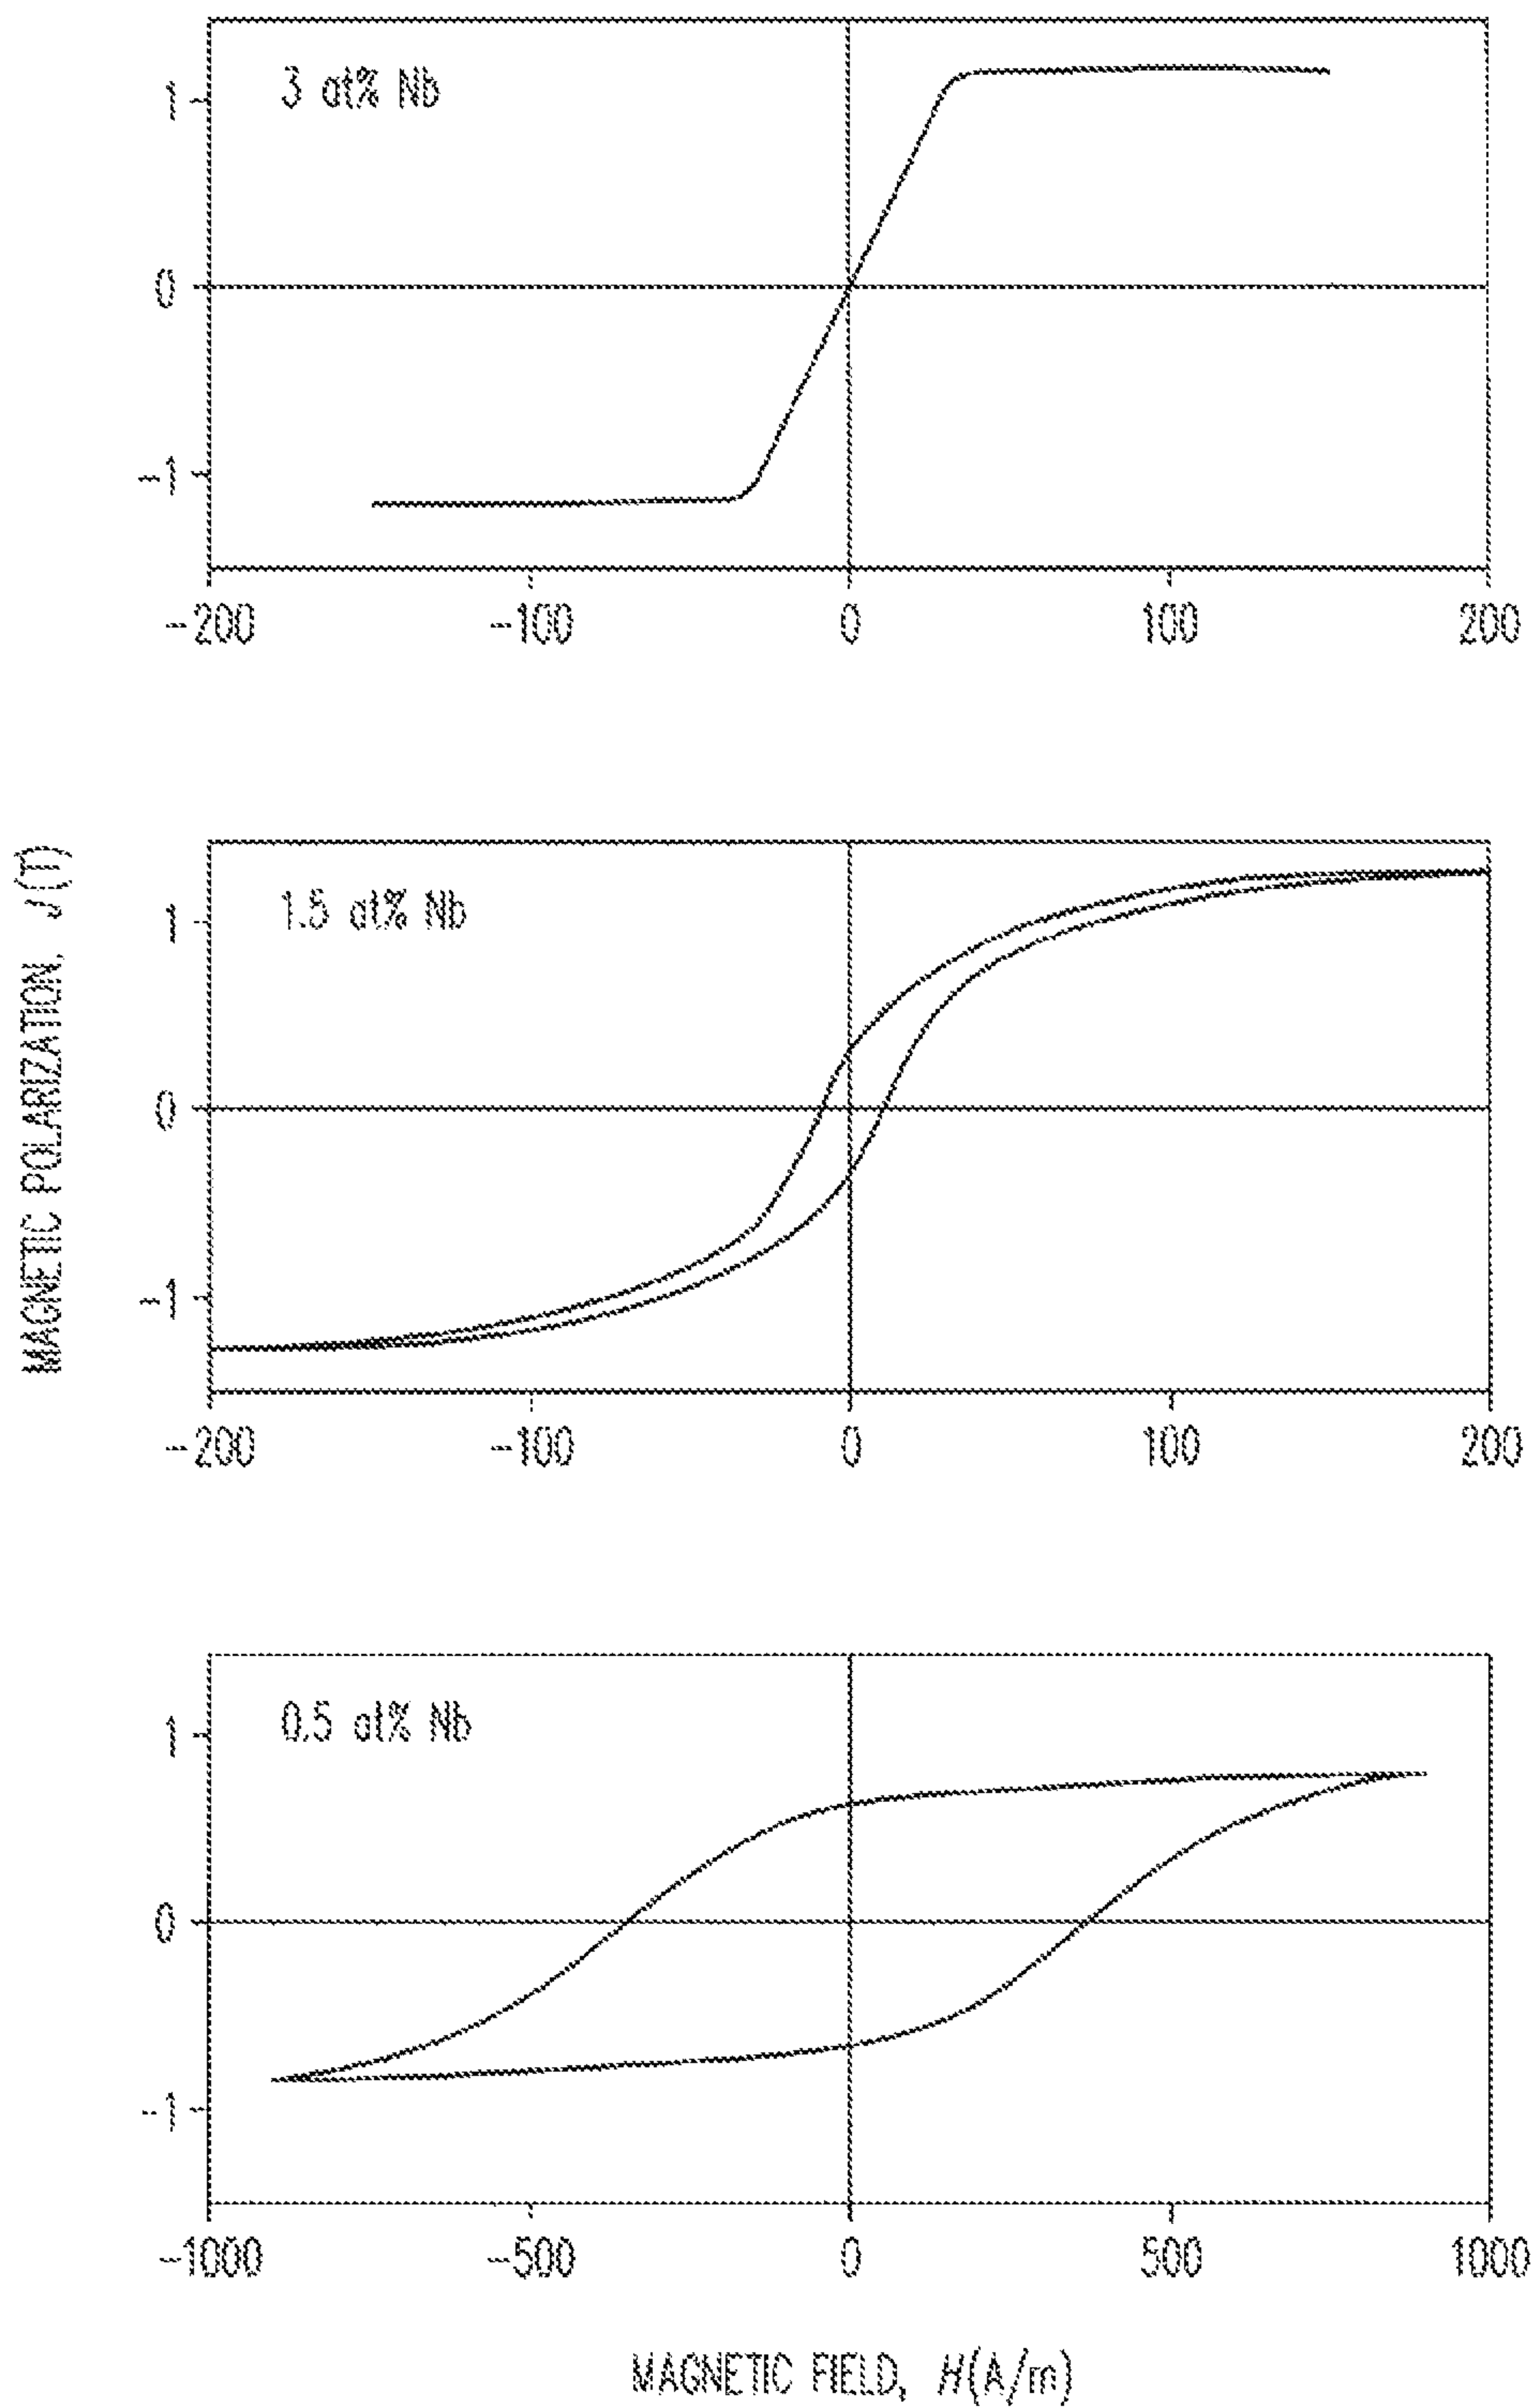 3 at% Nb
1
0
-1
-200 -100 0 100 200
MAGNETIC POLARIZATION, J(T)
1.5 at% Nb
1
0
-1
-200 -100 0 100 200
0.5 at% Nb
1
0
-1
-1000 -500 0 500 1000
MAGNETIC FIELD, H(A/m)